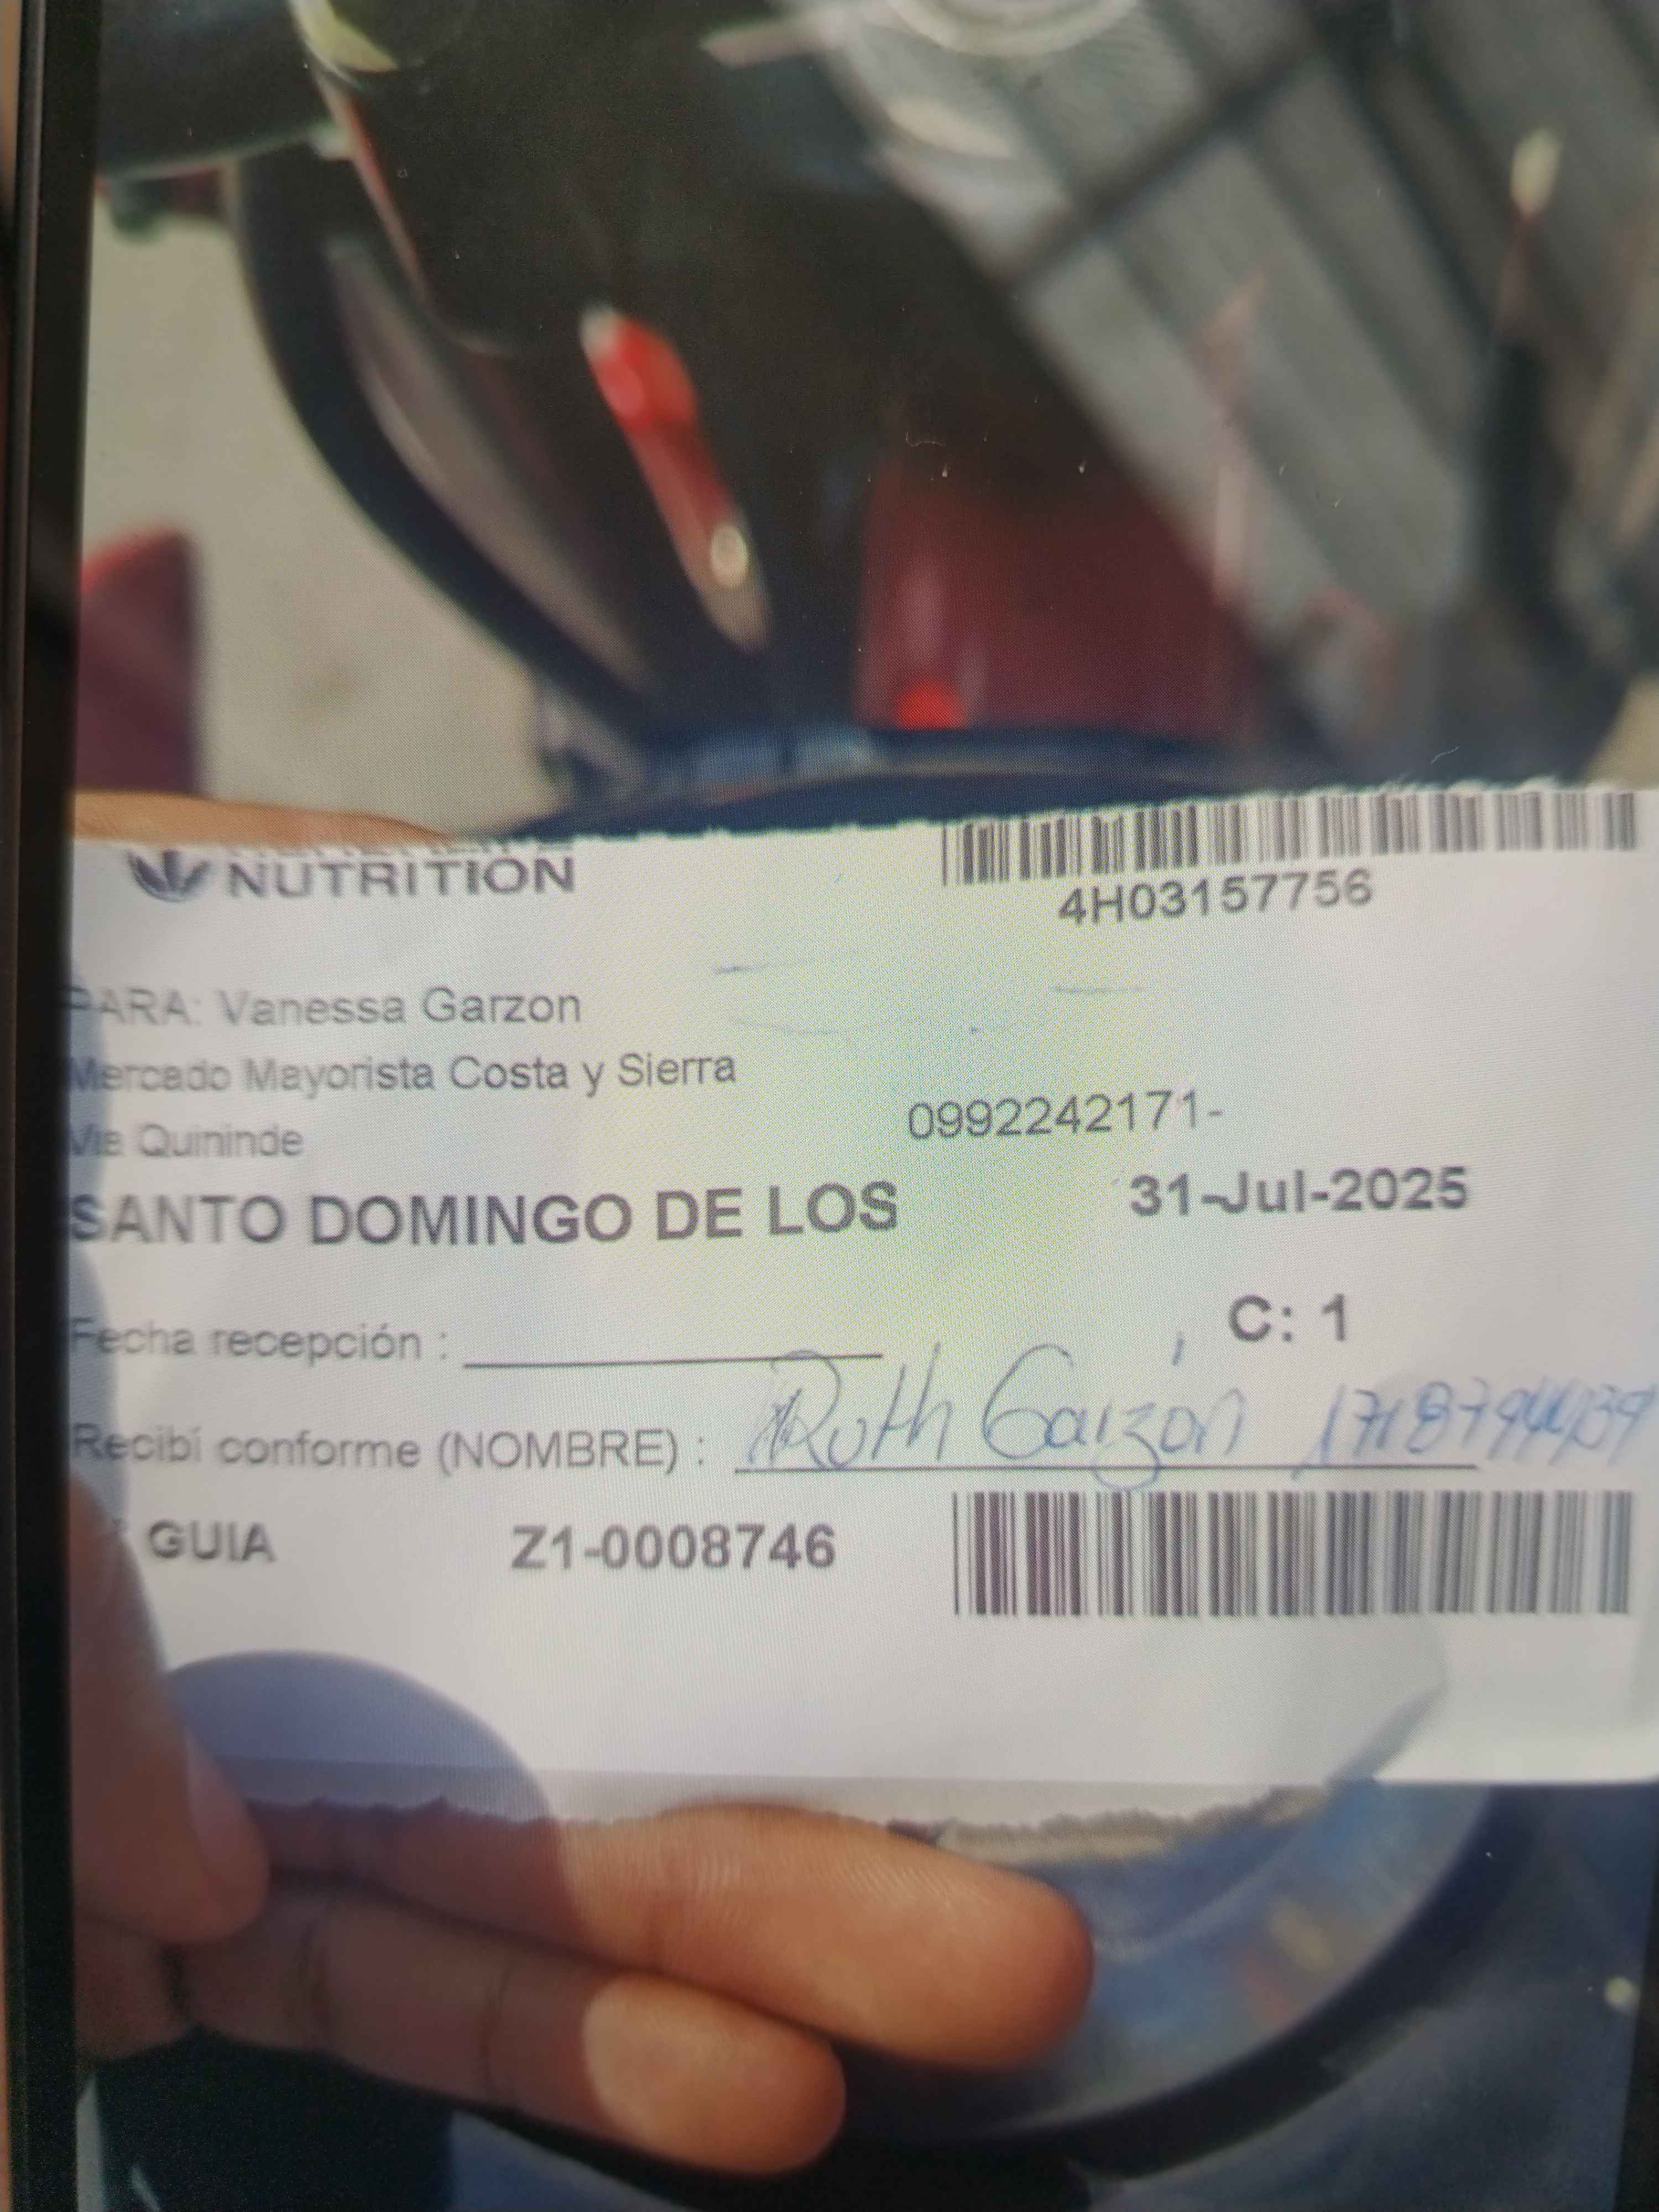 NUTRITION
4H03157756
PARA: Vanessa Garzon
Mercado Mayorista Costa y Sierra
Via Quininde
0992242171-
SANTO DOMINGO DE LOS
31-Jul-2025
Fecha recepción :
C: 1
Recibí conforme (NOMBRE) : Ruth Garzón
GUIA Z1-0008746